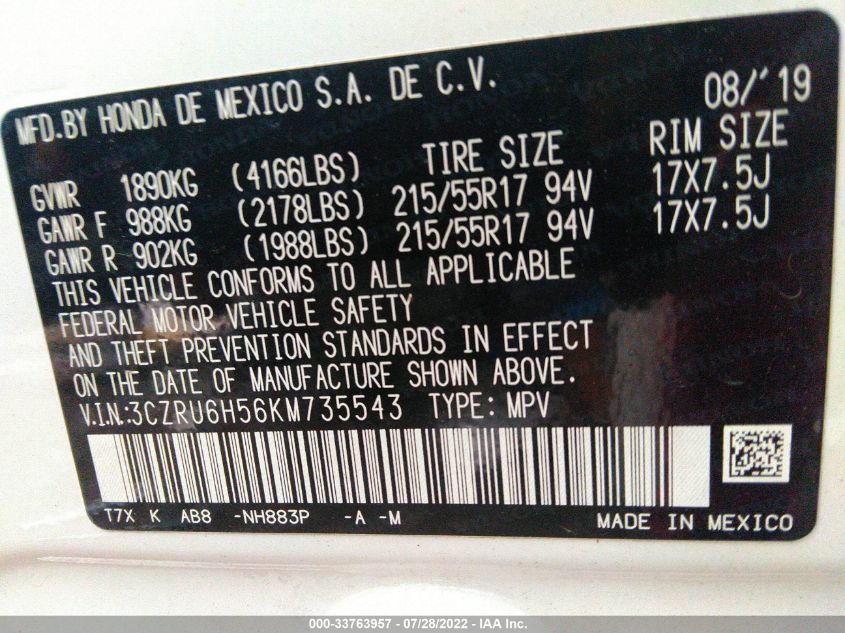 MFD.BY HONDA DE MEXICO S.A. DE C.V. 08/'19
TIRE SIZE RIM SIZE
GVWR 1890KG (4166LBS)
GAWR F 988KG (2178LBS) 215/55R17 94V 17X7.5J
GAWR R 902KG (1988LBS) 215/55R17 94V 17X7.5J
THIS VEHICLE CONFORMS TO ALL APPLICABLE
FEDERAL MOTOR VEHICLE SAFETY
AND THEFT PREVENTION STANDARDS IN EFFECT
ON THE DATE OF MANUFACTURE SHOWN ABOVE.
V.I.N.:3CZRU6H56KM735543 TYPE: MPV
T7X K AB8 -NH883P -A -M MADE IN MEXICO
000-33763957 - 07/28/2022 - IAA Inc.